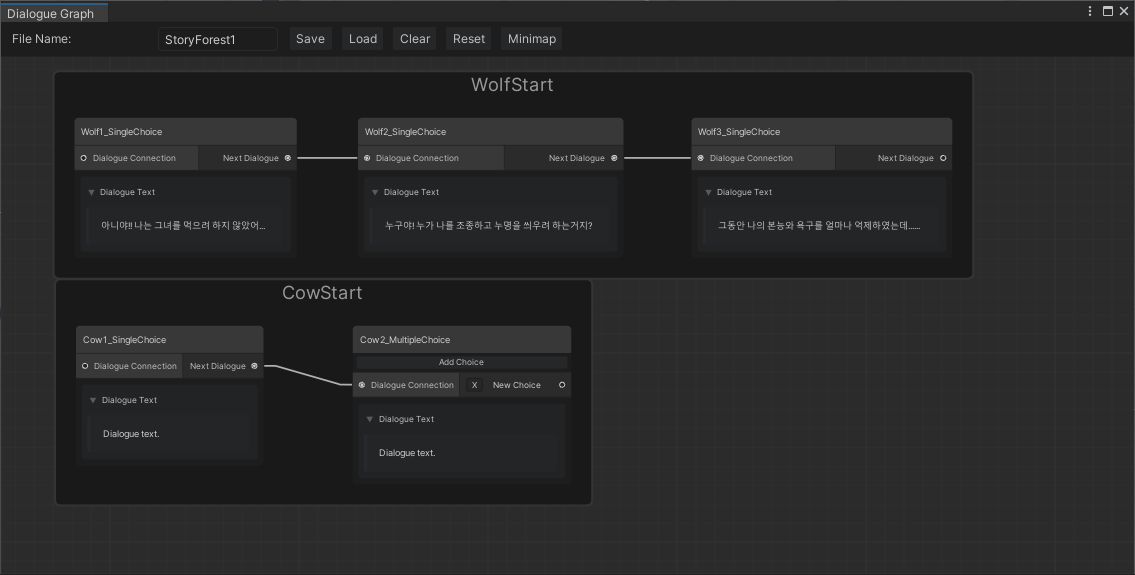 Dialogue Graph
File Name: StoryForest1 Save Load Clear Reset Minimap
WolfStart
Wolf1_SingleChoice
Dialogue Connection Next Dialogue
Dialogue Text
아니야!! 나는 그녀를 먹으려 하지 않았어...
Wolf2_SingleChoice
Dialogue Connection Next Dialogue
Dialogue Text
누구야! 누가 나를 조종하고 누명을 씌우려 하는거지?
Wolf3_SingleChoice
Dialogue Connection Next Dialogue
Dialogue Text
그동안 나의 본능와 욕구를 얼마나 억제하였는데......
CowStart
Cow1_SingleChoice
Dialogue Connection Next Dialogue
Dialogue Text
Dialogue text.
Cow2_MultipleChoice
Add Choice
Dialogue Connection X New Choice
Dialogue Text
Dialogue text.